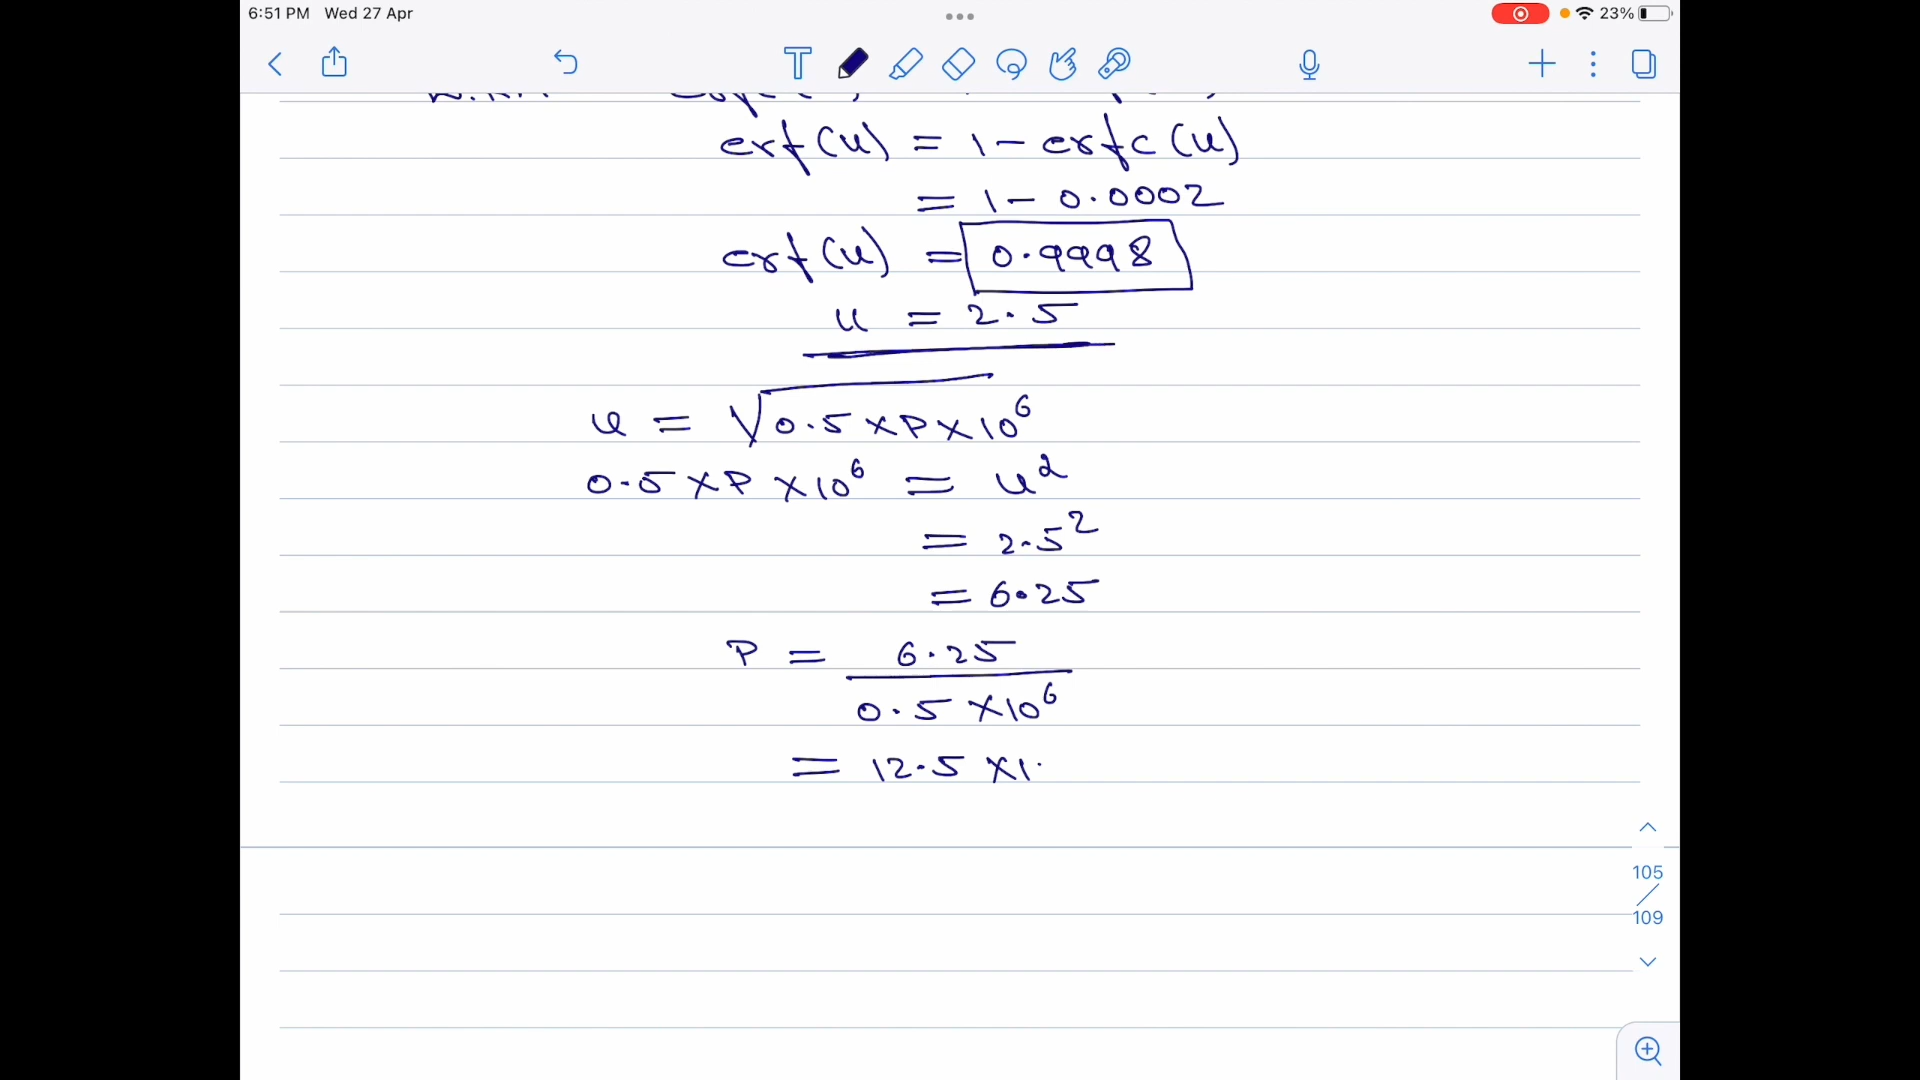 6:51 PM Wed 27 Apr
23%
T
erf(u) = 1 - erfc(u)
= 1 - 0.0002
erf(u) = 0.9998
u = 2.5
u = √0.5×P×10⁶
0.5×P×10⁶ = u²
= 2.5²
= 6.25
P = 6.25
0.5×10⁶
= 12.5 ×1
105
109